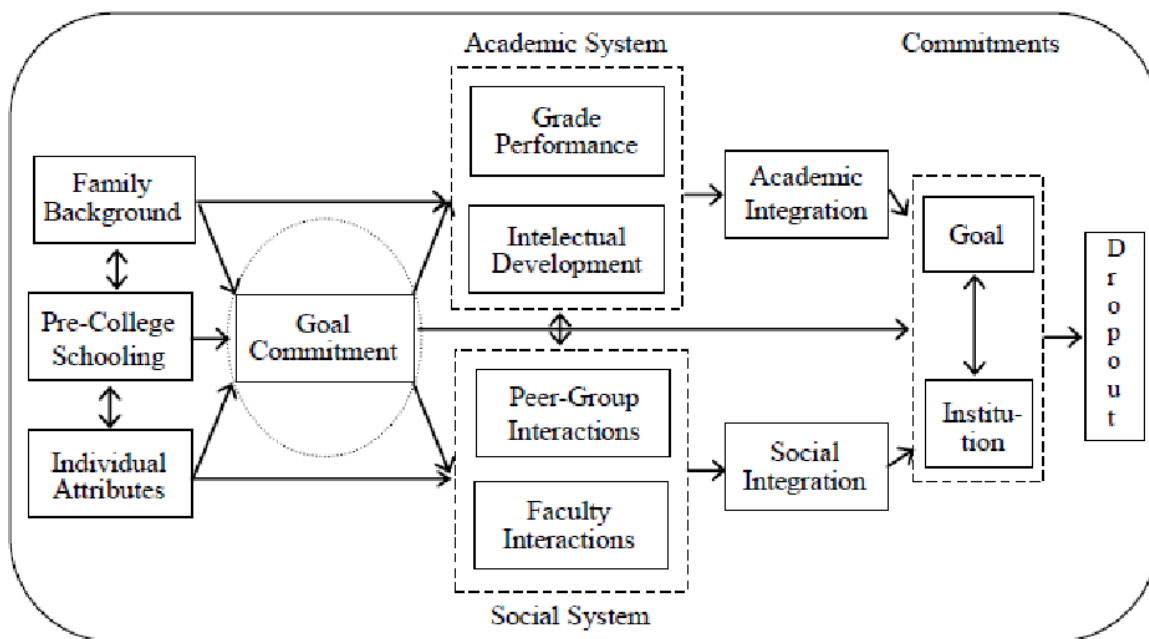 Academic System
Commitments
Family
Background
Pre-College
Schooling
Individual
Attributes
Goal
Commitment
Grade
Performance
Intelectual
Development
Peer-Group
Interactions
Faculty
Interactions
Social System
Academic
Integration
Social
Integration
Goal
Institu-
tion
D
r
o
p
o
u
t